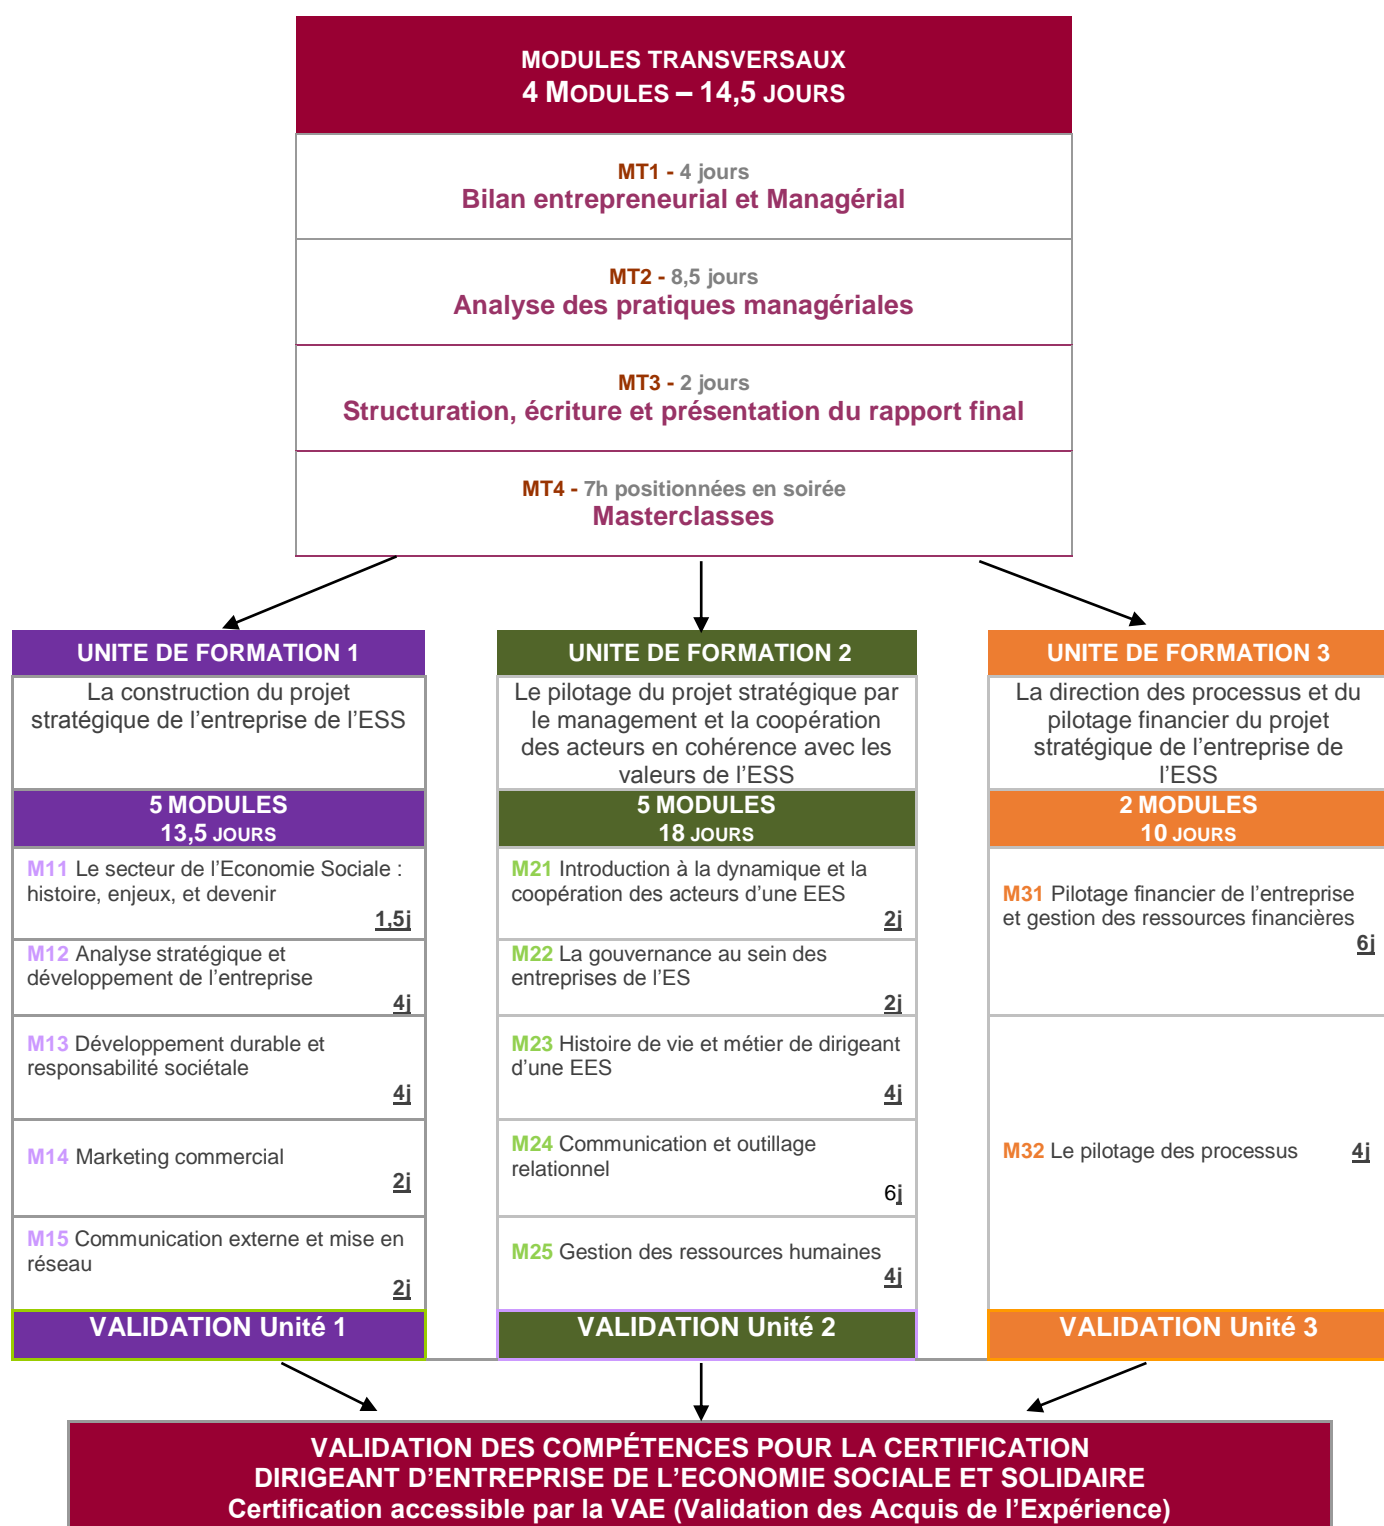 MODULES TRANSVERSAUX
4 MODULES – 14,5 JOURS
MT1 - 4 jours
Bilan entrepreneurial et Managérial
MT2 - 8,5 jours
Analyse des pratiques managériales
MT3 - 2 jours
Structuration, écriture et présentation du rapport final
MT4 - 7h positionnées en soirée
Masterclasses
UNITE DE FORMATION 1
La construction du projet
stratégique de l’entreprise de l’ESS
5 MODULES
13,5 JOURS
M11 Le secteur de l’Economie Sociale :
histoire, enjeux, et devenir
1,5j
M12 Analyse stratégique et
développement de l’entreprise
4j
M13 Développement durable et
responsabilité sociétale
4j
M14 Marketing commercial
2j
M15 Communication externe et mise en
réseau
2j
VALIDATION Unité 1
UNITE DE FORMATION 2
Le pilotage du projet stratégique par
le management et la coopération
des acteurs en cohérence avec les
valeurs de l’ESS
5 MODULES
18 JOURS
M21 Introduction à la dynamique et la
coopération des acteurs d’une EES
2j
M22 La gouvernance au sein des
entreprises de l’ES
2j
M23 Histoire de vie et métier de dirigeant
d’une EES
4j
M24 Communication et outillage
relationnel
6j
M25 Gestion des ressources humaines
4j
VALIDATION Unité 2
UNITE DE FORMATION 3
La direction des processus et du
pilotage financier du projet
stratégique de l’entreprise de
l’ESS
2 MODULES
10 JOURS
M31 Pilotage financier de l’entreprise
et gestion des ressources financières
6j
M32 Le pilotage des processus 4j
VALIDATION Unité 3
VALIDATION DES COMPÉTENCES POUR LA CERTIFICATION
DIRIGEANT D’ENTREPRISE DE L’ECONOMIE SOCIALE ET SOLIDAIRE
Certification accessible par la VAE (Validation des Acquis de l’Expérience)